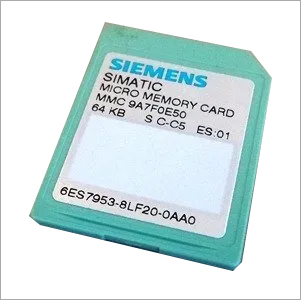 SIEMENS
SIMATIC
MICRO MEMORY CARD
MMC 9A7F0E50
64 KB S C-C5 ES:01
6ES7953-8LF20-0AA0